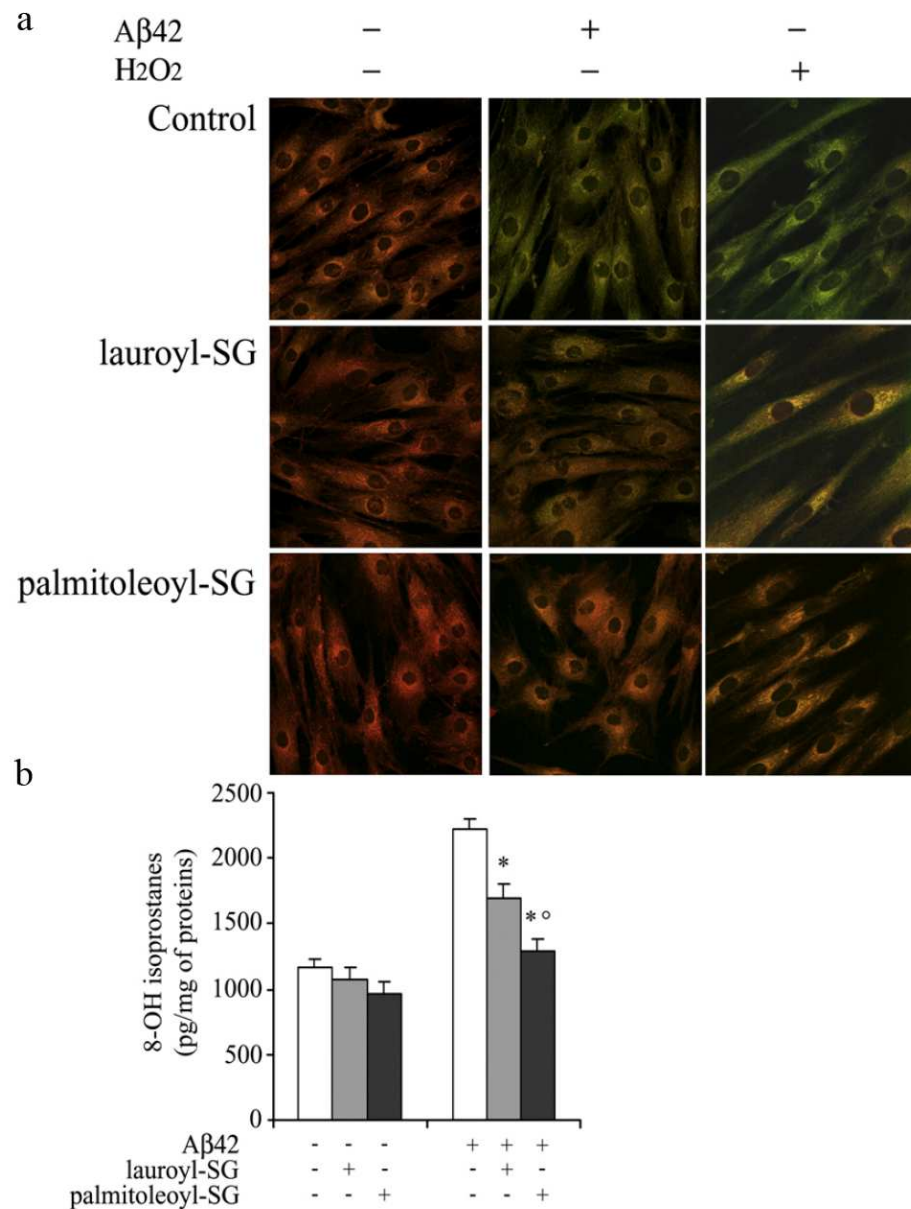 a
Aβ42 – + –
H2O2 – – +
Control
lauroyl-SG
palmitoleoyl-SG
b
8-OH isoprostanes
(pg/mg of proteins)
2500
2000
1500
1000
500
0
*
* °
Aβ42 - - - + + +
lauroyl-SG - + - - + -
palmitoleoyl-SG - - + - - +